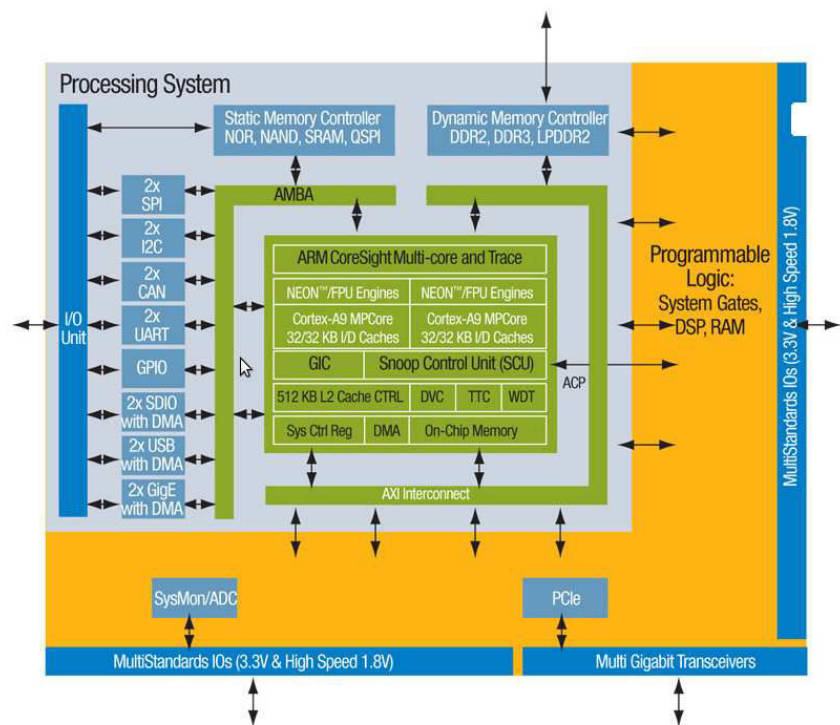 Processing System
Static Memory Controller
NOR, NAND, SRAM, QSPI
Dynamic Memory Controller
DDR2, DDR3, LPDDR2
I/O
Unit
2x
SPI
2x
I2C
2x
CAN
2x
UART
GPIO
2x SDIO
with DMA
2x USB
with DMA
2x GigE
with DMA
AMBA
ARM CoreSight Multi-core and Trace
NEON™/FPU Engines
NEON™/FPU Engines
Cortex-A9 MPCore
32/32 KB I/D Caches
Cortex-A9 MPCore
32/32 KB I/D Caches
GIC
Snoop Control Unit (SCU)
512 KB L2 Cache CTRL
DVC
TTC
WDT
Sys Ctrl Reg
DMA
On-Chip Memory
ACP
AXI Interconnect
Programmable
Logic:
System Gates,
DSP, RAM
MultiStandards IOs (3.3V & High Speed 1.8V)
SysMon/ADC
PCIe
MultiStandards IOs (3.3V & High Speed 1.8V)
Multi Gigabit Transceivers